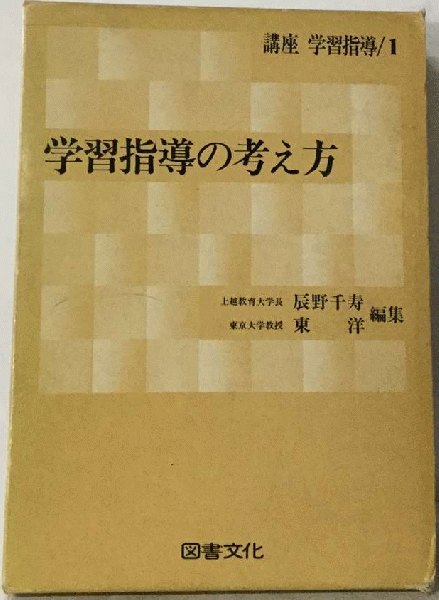 講座 学習指導/1
学習指導の考え方
上越教育大学長 辰野千寿
東京大学教授 東 洋
編集
図書文化